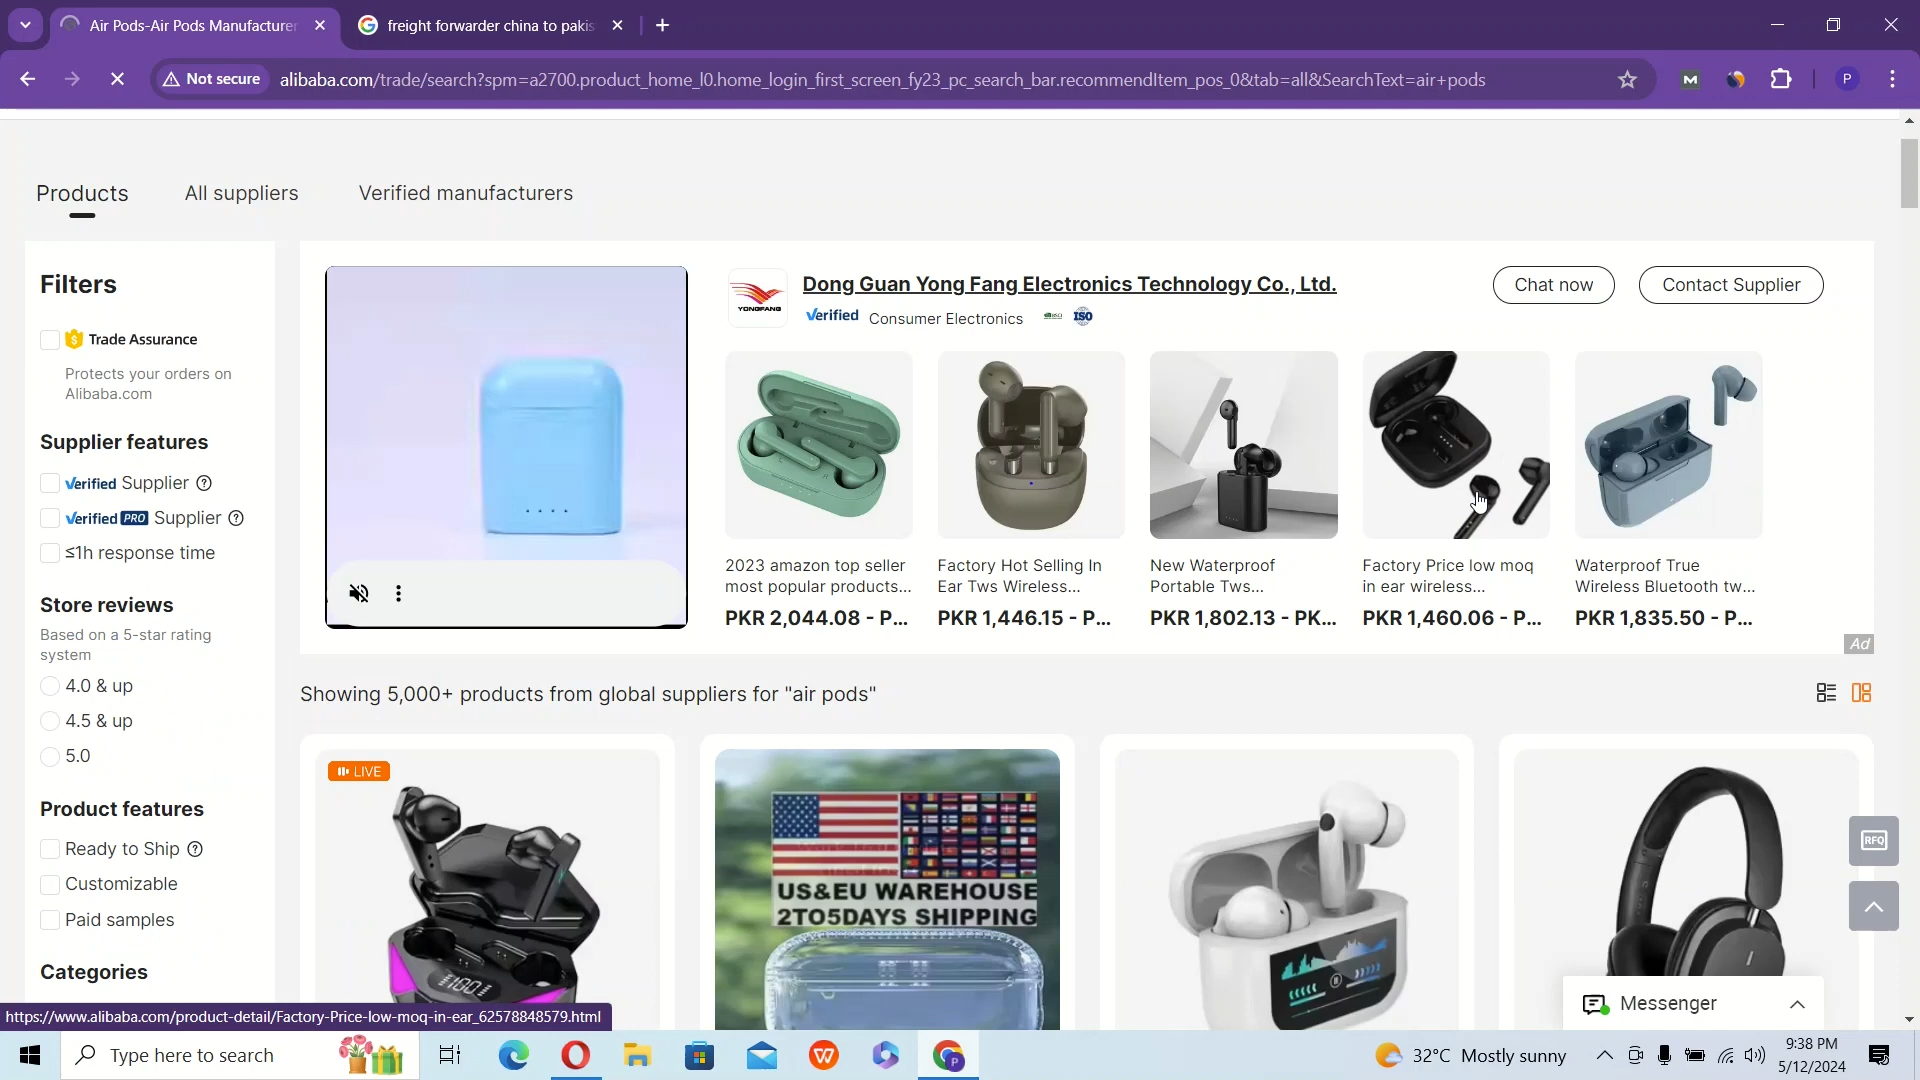 Air Pods-Air Pods Manufacturer
freight forwarder china to pakis
Not secure
alibaba.com/trade/search?spm=a2700.product_home_l0.home_login_first_screen_fy23_pc_search_bar.recommendItem_pos_0&tab=all&SearchText=air+pods
P
Products
All suppliers
Verified manufacturers
Filters
Trade Assurance
Protects your orders on
Alibaba.com
Supplier features
Verified Supplier
Verified PRO Supplier
≤1h response time
Store reviews
Based on a 5-star rating
system
4.0 & up
4.5 & up
5.0
Product features
Ready to Ship
Customizable
Paid samples
Categories
YONGFANG
Dong Guan Yong Fang Electronics Technology Co., Ltd.
Verified Consumer Electronics ISO
Chat now
Contact Supplier
2023 amazon top seller
most popular products...
PKR 2,044.08 - P...
Factory Hot Selling In
Ear Tws Wireless...
PKR 1,446.15 - P...
New Waterproof
Portable Tws...
PKR 1,802.13 - PK...
Factory Price low moq
in ear wireless...
PKR 1,460.06 - P...
Waterproof True
Wireless Bluetooth tw...
PKR 1,835.50 - P...
Ad
Showing 5,000+ products from global suppliers for "air pods"
LIVE
US&EU WAREHOUSE
2TO5DAYS SHIPPING
RFQ
Messenger
https://www.alibaba.com/product-detail/Factory-Price-low-moq-in-ear_62578848579.html
Type here to search
32°C Mostly sunny
9:38 PM
5/12/2024